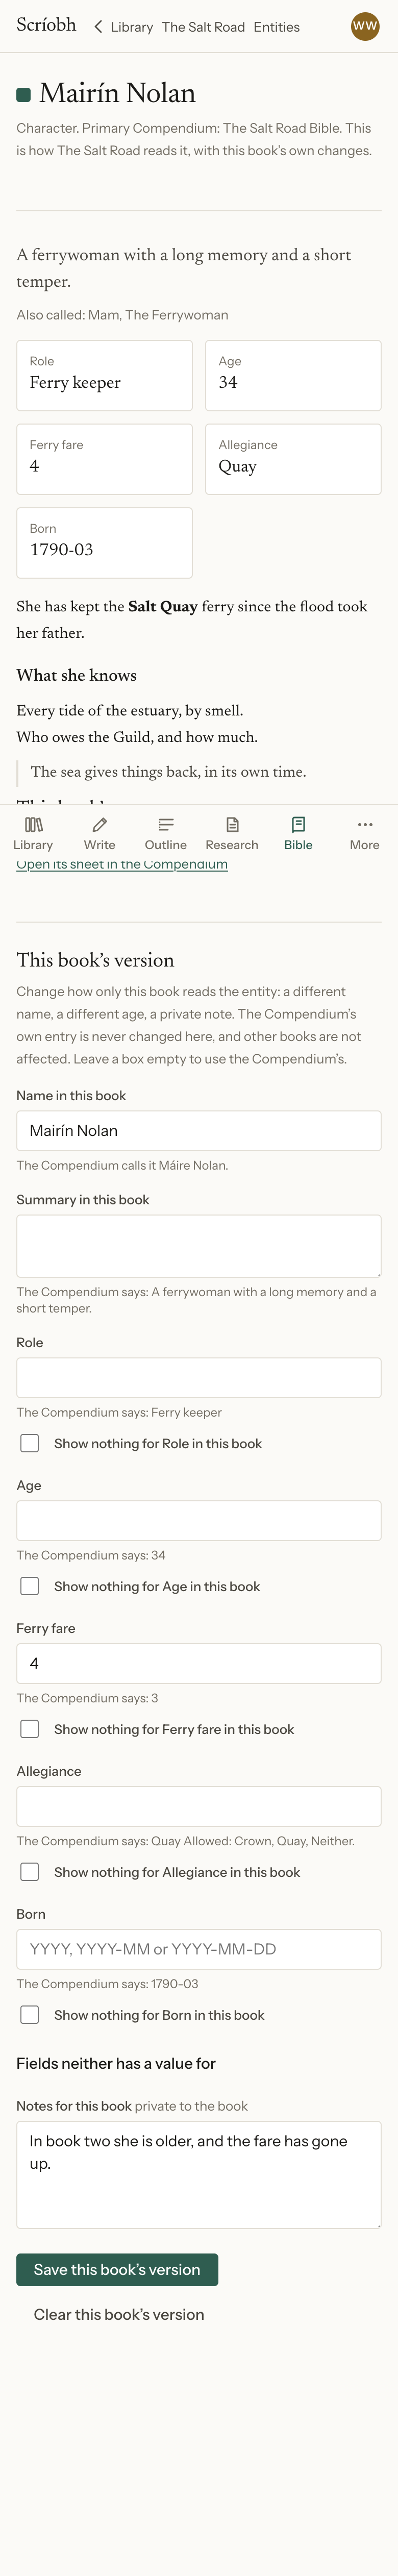 Scríobh
Library The Salt Road Entities
WW
Mairín Nolan
Character. Primary Compendium: The Salt Road Bible. This
is how The Salt Road reads it, with this book's own changes.
A ferrywoman with a long memory and a short
temper.
Also called: Mam, The Ferrywoman
Role
Ferry keeper
Age
34
Ferry fare
4
Allegiance
Quay
Born
1790-03
She has kept the Salt Quay ferry since the flood took
her father.
What she knows
Every tide of the estuary, by smell.
Who owes the Guild, and how much.
The sea gives things back, in its own time.
Library
Write
Outline
Research
Bible
More
Open its sheet in the Compendium
This book's version
Change how only this book reads the entity: a different
name, a different age, a private note. The Compendium's
own entry is never changed here, and other books are not
affected. Leave a box empty to use the Compendium's.
Name in this book
Mairín Nolan
The Compendium calls it Máire Nolan.
Summary in this book
The Compendium says: A ferrywoman with a long memory and a
short temper.
Role
The Compendium says: Ferry keeper
Show nothing for Role in this book
Age
The Compendium says: 34
Show nothing for Age in this book
Ferry fare
4
The Compendium says: 3
Show nothing for Ferry fare in this book
Allegiance
The Compendium says: Quay Allowed: Crown, Quay, Neither.
Show nothing for Allegiance in this book
Born
YYYY, YYYY-MM or YYYY-MM-DD
The Compendium says: 1790-03
Show nothing for Born in this book
Fields neither has a value for
Notes for this book private to the book
In book two she is older, and the fare has gone
up.
Save this book's version
Clear this book's version